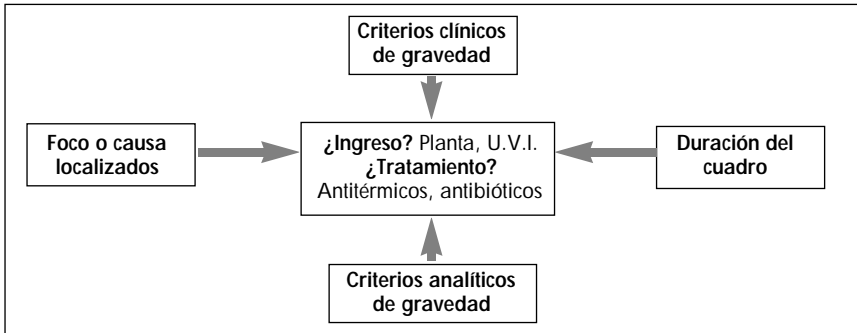 Criterios clínicos
de gravedad
Foco o causa
localizados
¿Ingreso? Planta, U.V.I.
¿Tratamiento?
Antitérmicos, antibióticos
Duración del
cuadro
Criterios analíticos
de gravedad